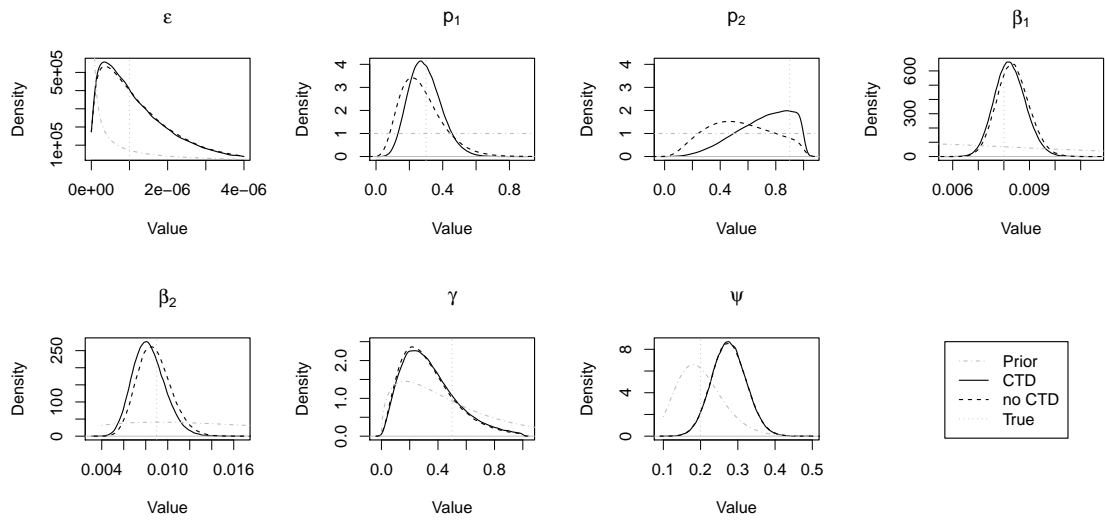 ε
Density
1e+05
5e+05
0e+00 2e−06 4e−06
Value
p1
Density
0 1 2 3 4
0.0 0.4 0.8
Value
p2
Density
0 1 2 3 4
0.0 0.4 0.8
Value
β1
Density
0 300 600
0.006 0.009
Value
β2
Density
0 100 250
0.004 0.010 0.016
Value
γ
Density
0.0 1.0 2.0
0.0 0.4 0.8
Value
ψ
Density
0 4 8
0.1 0.2 0.3 0.4 0.5
Value
Prior
CTD
no CTD
True